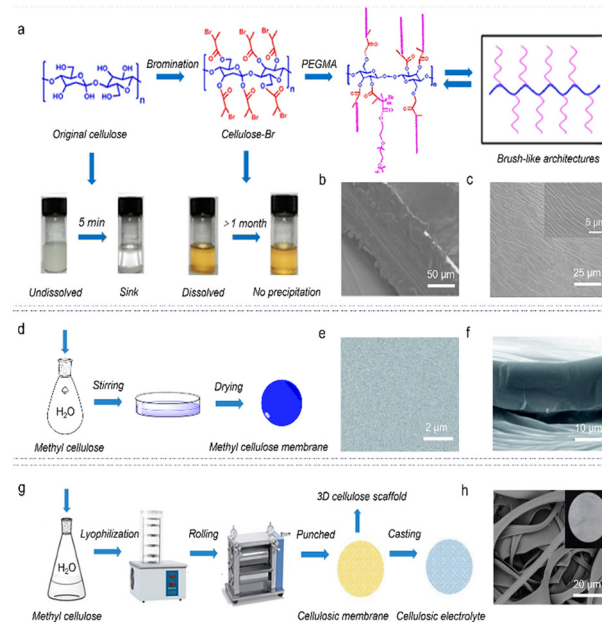 a
Bromination
PEGMA
Original cellulose
Cellulose-Br
Brush-like architectures
5 min
> 1 month
Undissolved
Sink
Dissolved
No precipitation
b
50 μm
c
5 μm
25 μm
d
Stirring
Drying
H₂O
Methyl cellulose
Methyl cellulose membrane
e
2 μm
f
10 μm
g
3D cellulose scaffold
Lyophilization
Rolling
Punched
Casting
H₂O
Methyl cellulose
Cellulosic membrane
Cellulosic electrolyte
h
20 μm